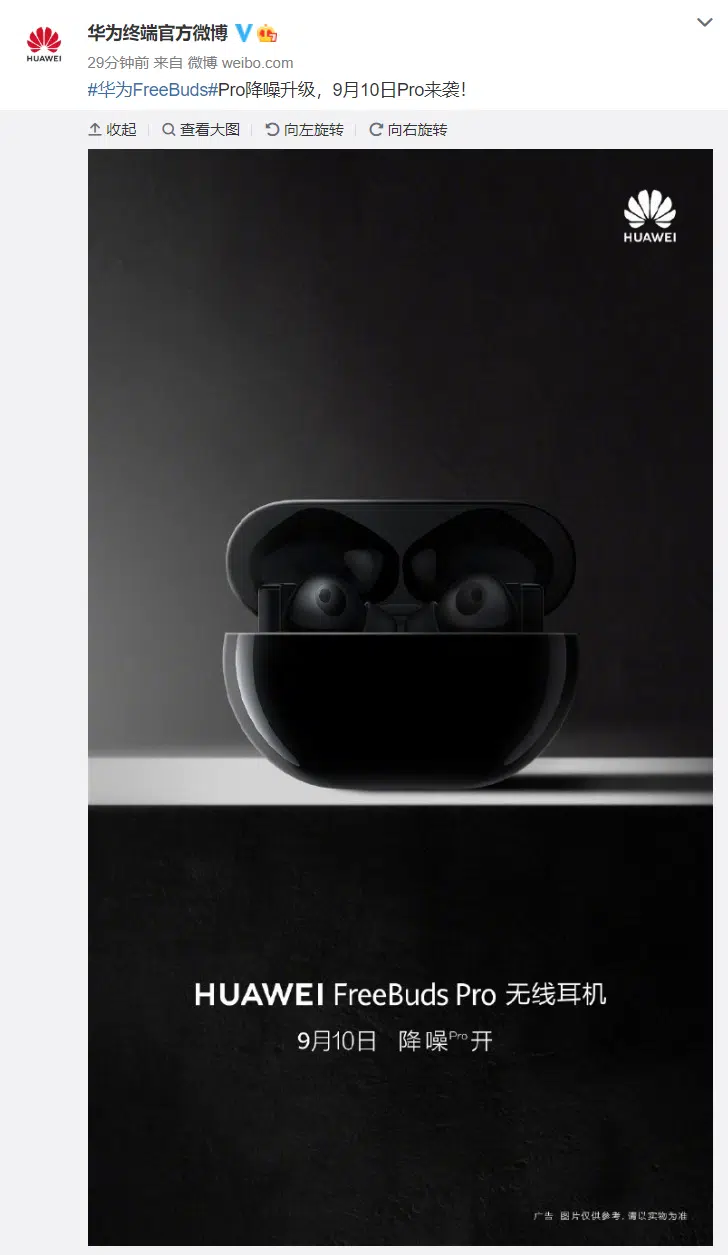 HUAWEI
华为终端官方微博
29分钟前 来自 微博 weibo.com
#华为FreeBuds#Pro降噪升级，9月10日Pro来袭！
收起 查看大图 向左旋转 向右旋转
HUAWEI
HUAWEI FreeBuds Pro 无线耳机
9月10日 降噪Pro开
广告 图片仅供参考，请以实物为准